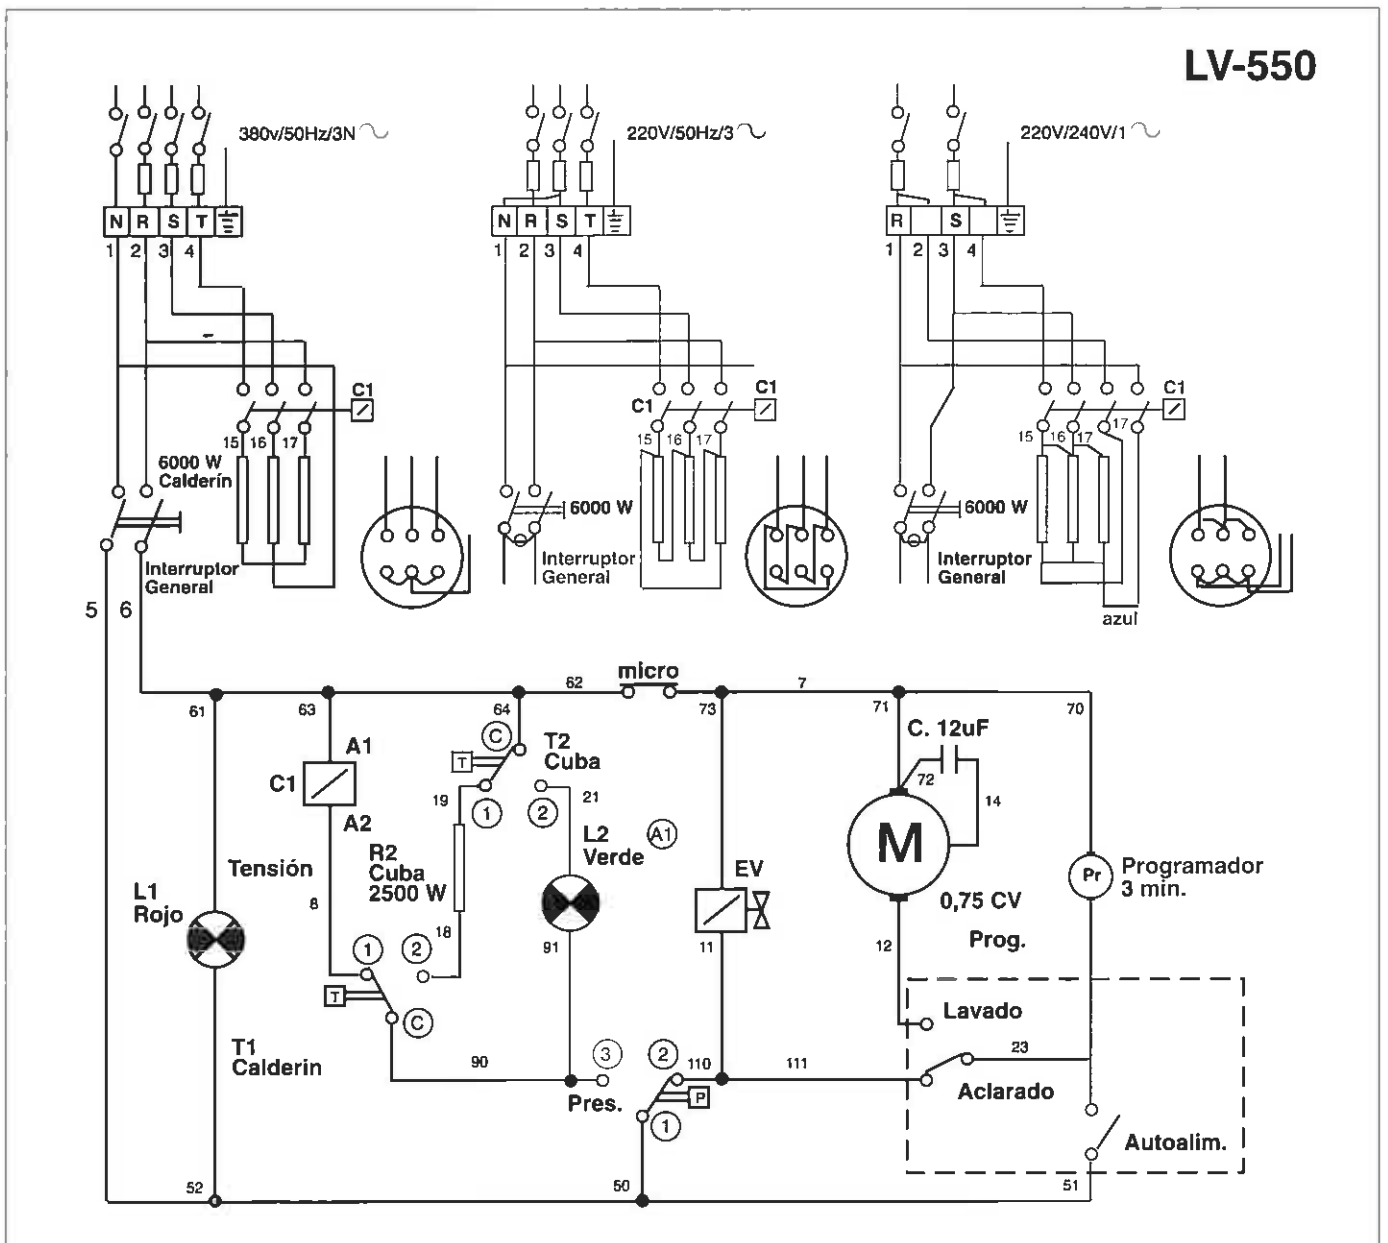 LV-550
380v/50Hz/3N
220V/50Hz/3
220V/240V/1
N R S T
1 2 3 4
N R S T
1 2 3 4
R S
1 2 3 4
C1
15 16 17
6000 W
Calderín
Interruptor
General
5 6
C1
C1
15 16 17
6000 W
Interruptor
General
C1
15 16 17 17
6000 W
Interruptor
General
azul
61
63
64
62
micro
73
7
71
70
A1
C1
A2
C
T
T2
Cuba
19
1
2
21
R2
Cuba
2500 W
L2
Verde
A1
C. 12uF
72
14
M
0,75 CV
Pr
Programador
3 min.
Tensión
L1
Rojo
8
18
91
EV
11
12
Prog.
1
2
T
C
Lavado
23
Aclarado
Autoalim.
T1
Calderin
90
3
Pres.
2
110
P
1
111
52
50
51